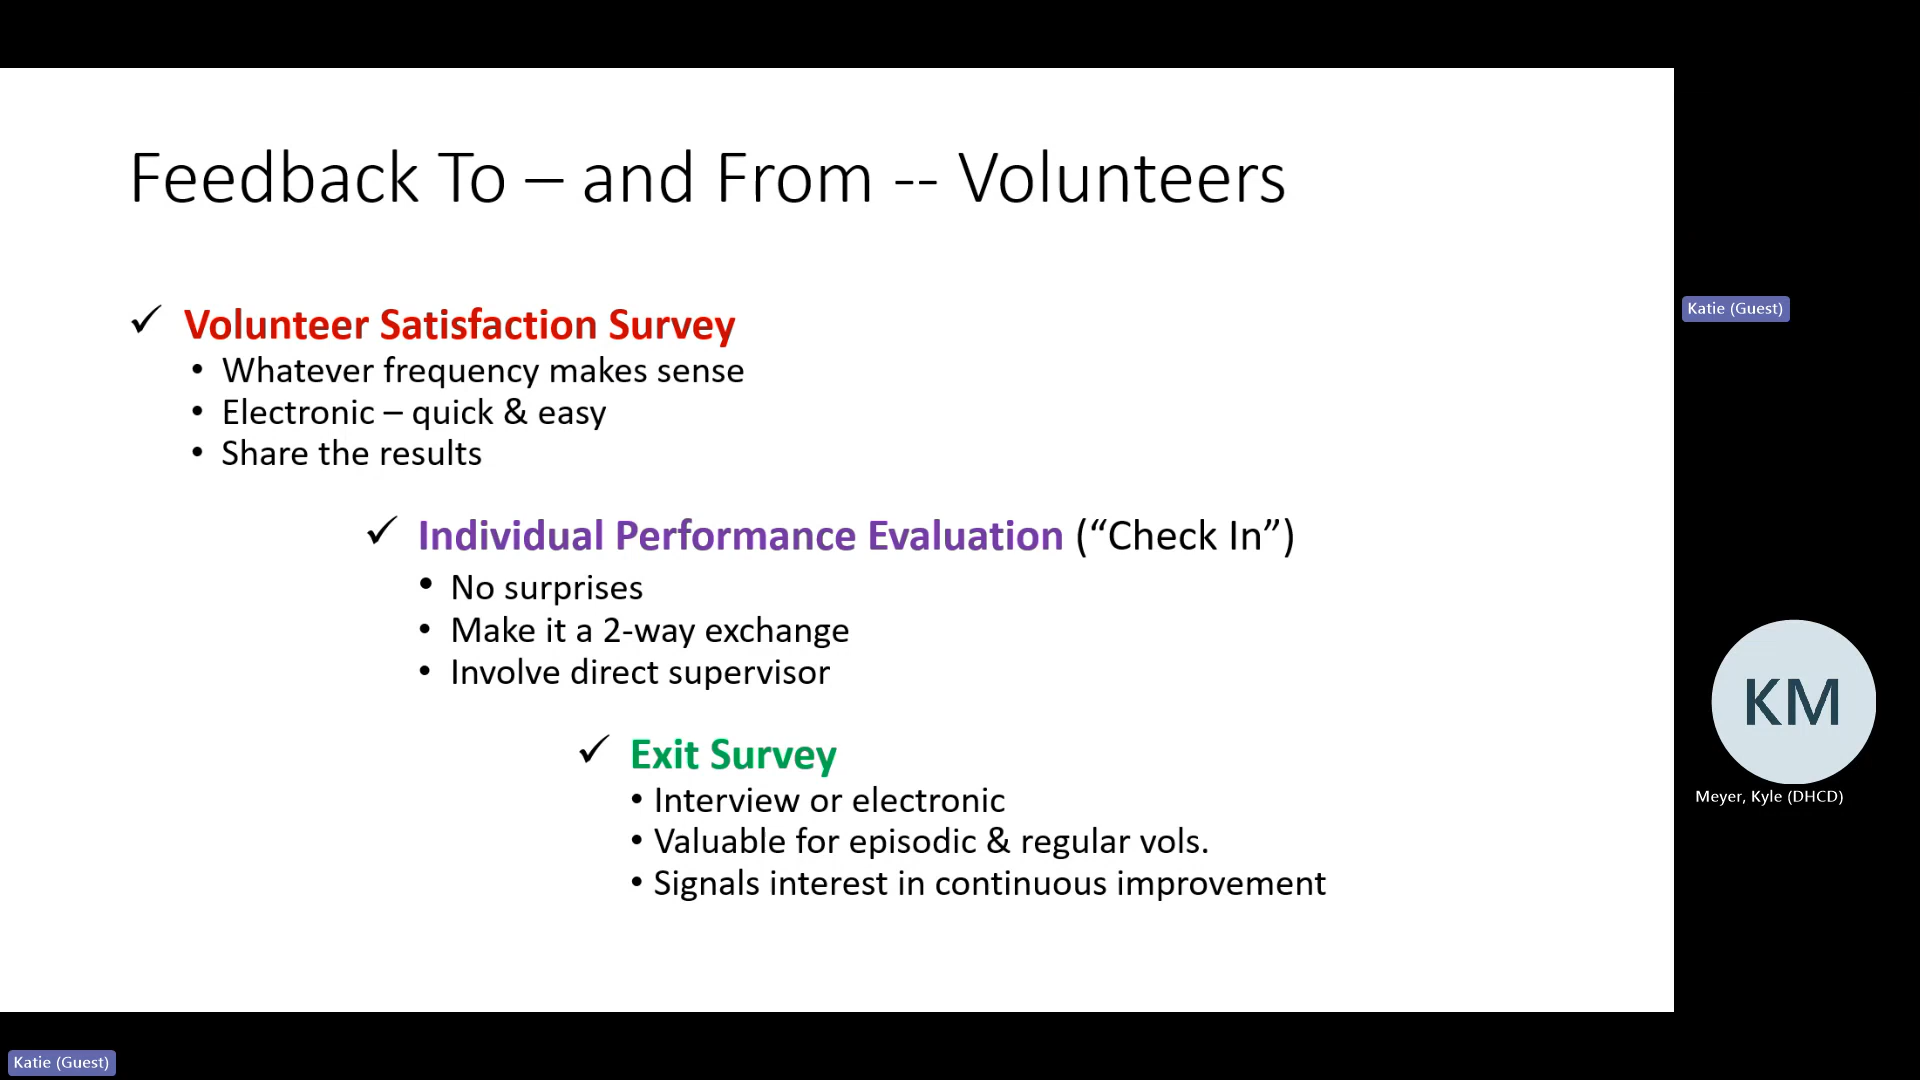 Feedback To – and From -- Volunteers
✓ Volunteer Satisfaction Survey
• Whatever frequency makes sense
• Electronic – quick & easy
• Share the results
✓ Individual Performance Evaluation (“Check In”)
• No surprises
• Make it a 2-way exchange
• Involve direct supervisor
✓ Exit Survey
• Interview or electronic
• Valuable for episodic & regular vols.
• Signals interest in continuous improvement
Katie (Guest)
KM
Meyer, Kyle (DHCD)
Katie (Guest)